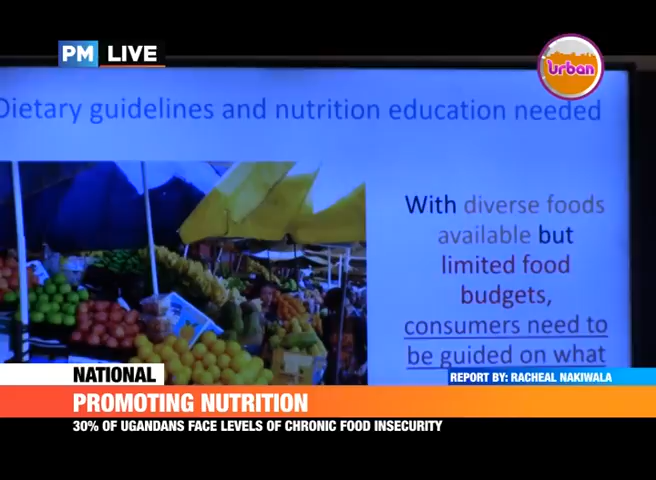 PM LIVE
urban
Dietary guidelines and nutrition education needed
With diverse foods
available but
limited food
budgets,
consumers need to
be guided on what
NATIONAL
REPORT BY: RACHEAL NAKIWALA
PROMOTING NUTRITION
30% OF UGANDANS FACE LEVELS OF CHRONIC FOOD INSECURITY